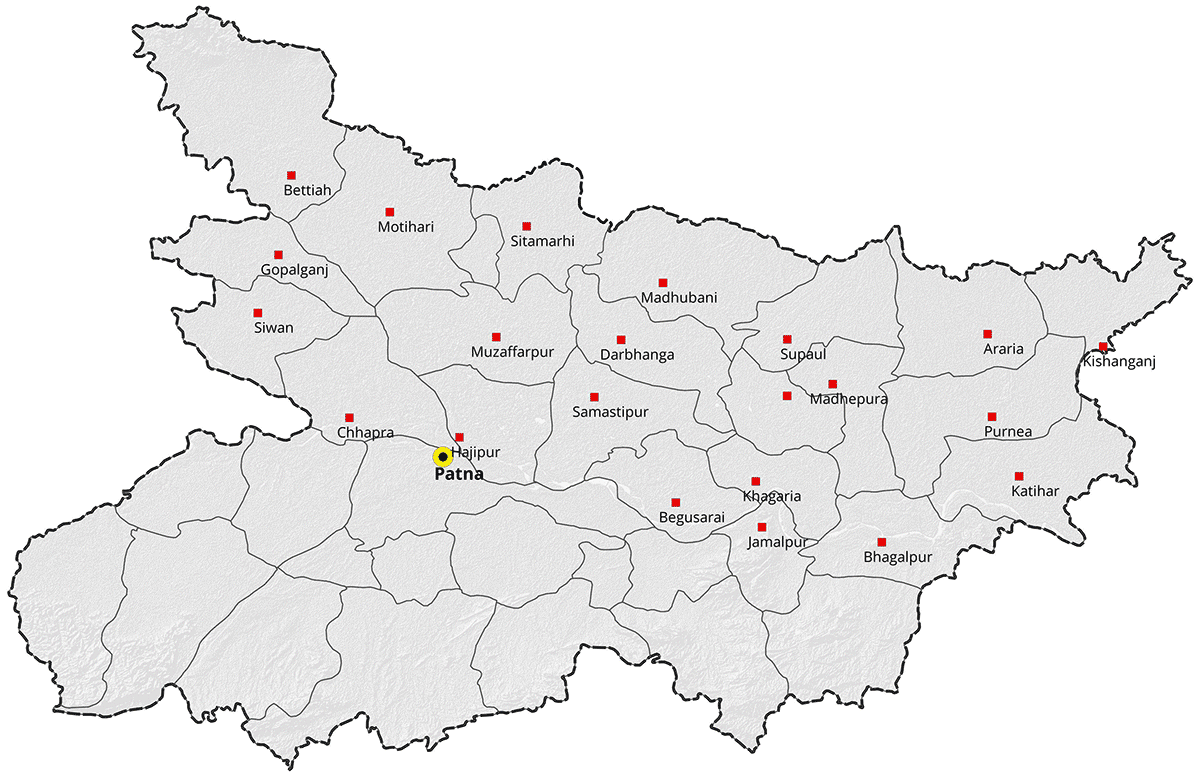 Bettiah
Motihari
Sitamarhi
Gopalganj
Madhubani
Siwan
Muzaffarpur
Darbhanga
Supaul
Araria
Kishanganj
Madhepura
Samastipur
Chhapra
Purnea
Hajipur
Patna
Khagaria
Katihar
Begusarai
Jamalpur
Bhagalpur